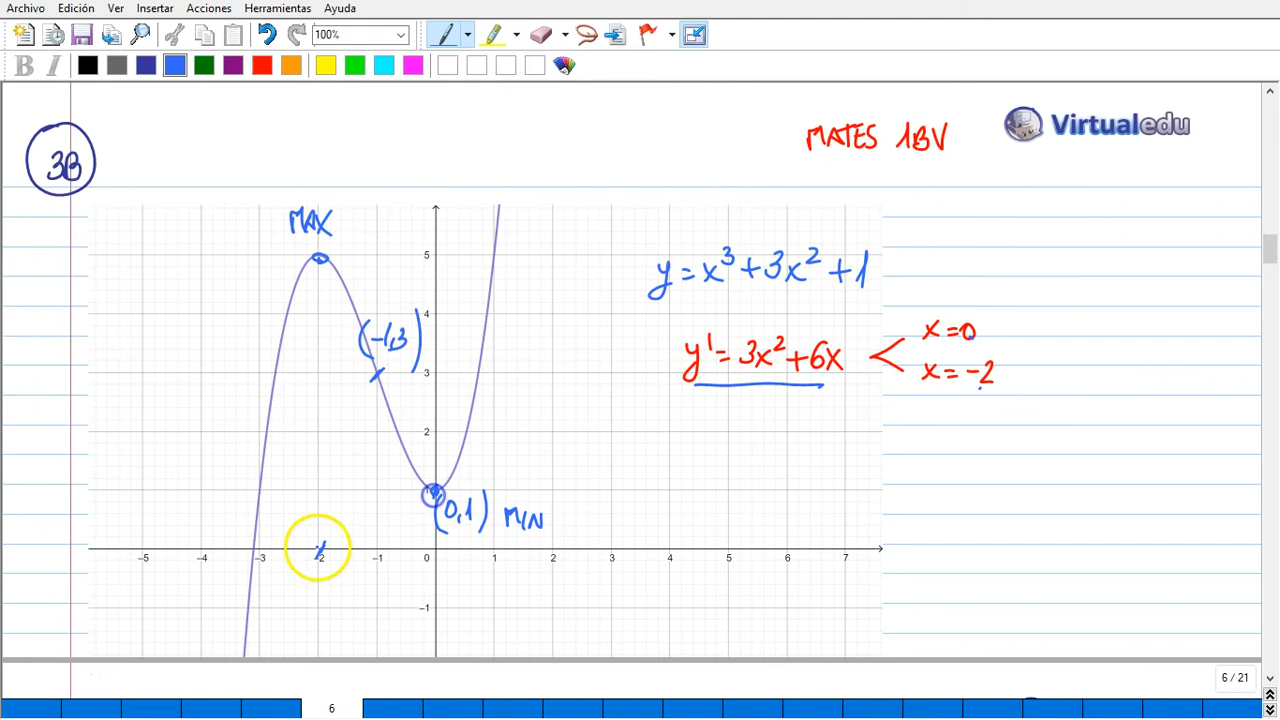 Archivo Edición Ver Insertar Acciones Herramientas Ayuda
100%
B I
3B
MATES 1BV
Virtualedu
MAX
5
y = x³ + 3x² + 1
4
(-1,3)
x = 0
y' = 3x² + 6x
3
x = -2
2
1
(0,1) MIN
-5 -4 -3 -2 -1 0 1 2 3 4 5 6 7
-1
6 / 21
6